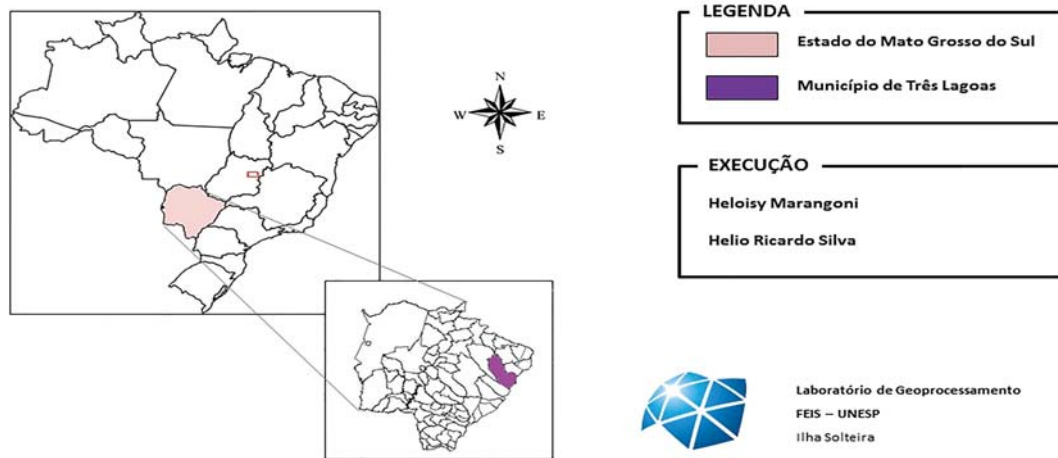 N
W E
S
LEGENDA
Estado do Mato Grosso do Sul
Município de Três Lagoas
EXECUÇÃO
Heloisy Marangoni
Helio Ricardo Silva
Laboratório de Geoprocessamento
FEIS – UNESP
Ilha Solteira